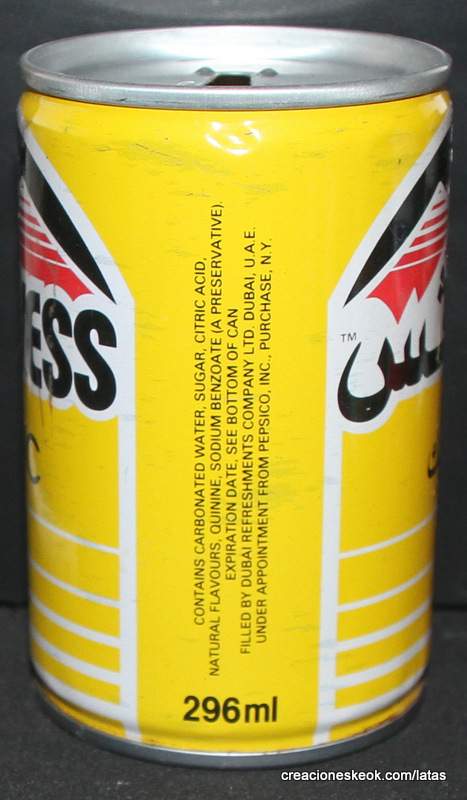 CONTAINS CARBONATED WATER, SUGAR, CITRIC ACID,
NATURAL FLAVOURS, QUININE, SODIUM BENZOATE (A PRESERVATIVE).
EXPIRATION DATE, SEE BOTTOM OF CAN
FILLED BY DUBAI REFRESHMENTS COMPANY LTD. DUBAI, U.A.E.
UNDER APPOINTMENT FROM PEPSICO, INC., PURCHASE, N.Y.
296ml
ESS
C
TM
creacioneskeok.com/latas